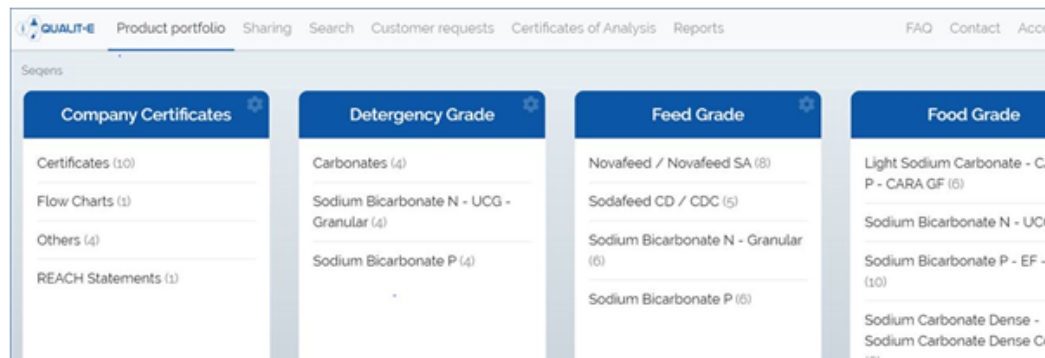 QUALIT-E Product portfolio Sharing Search Customer requests Certificates of Analysis Reports FAQ Contact
Seqens
Company Certificates
Certificates (10)
Flow Charts (1)
Others (4)
REACH Statements (1)
Detergency Grade
Carbonates (4)
Sodium Bicarbonate N - UCG -
Granular (4)
Sodium Bicarbonate P (4)
Feed Grade
Novafeed / Novafeed SA (8)
Sodafeed CD / CDC (5)
Sodium Bicarbonate N - Granular
(6)
Sodium Bicarbonate P (6)
Food Grade
Light Sodium Carbonate -
P - CARA GF (6)
Sodium Bicarbonate N -
Sodium Bicarbonate P - EF -
(10)
Sodium Carbonate Dense -
Sodium Carbonate Dense